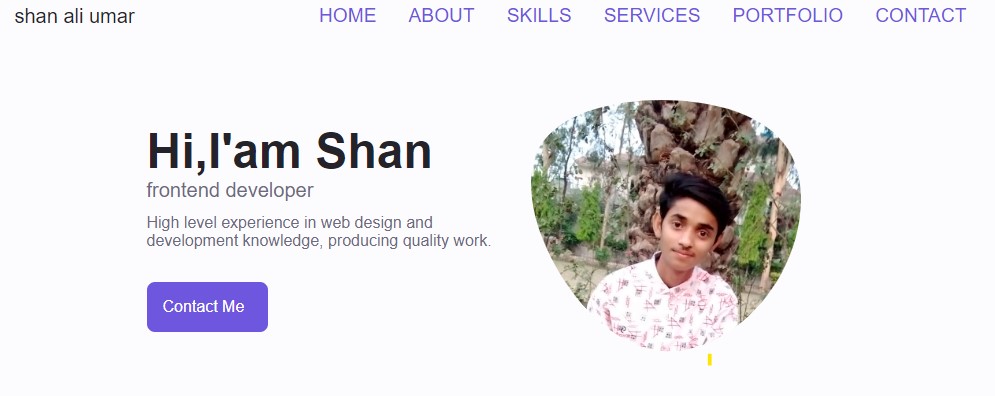 shan ali umar
HOME ABOUT SKILLS SERVICES PORTFOLIO CONTACT
Hi,I'am Shan
frontend developer
High level experience in web design and
development knowledge, producing quality work.
Contact Me